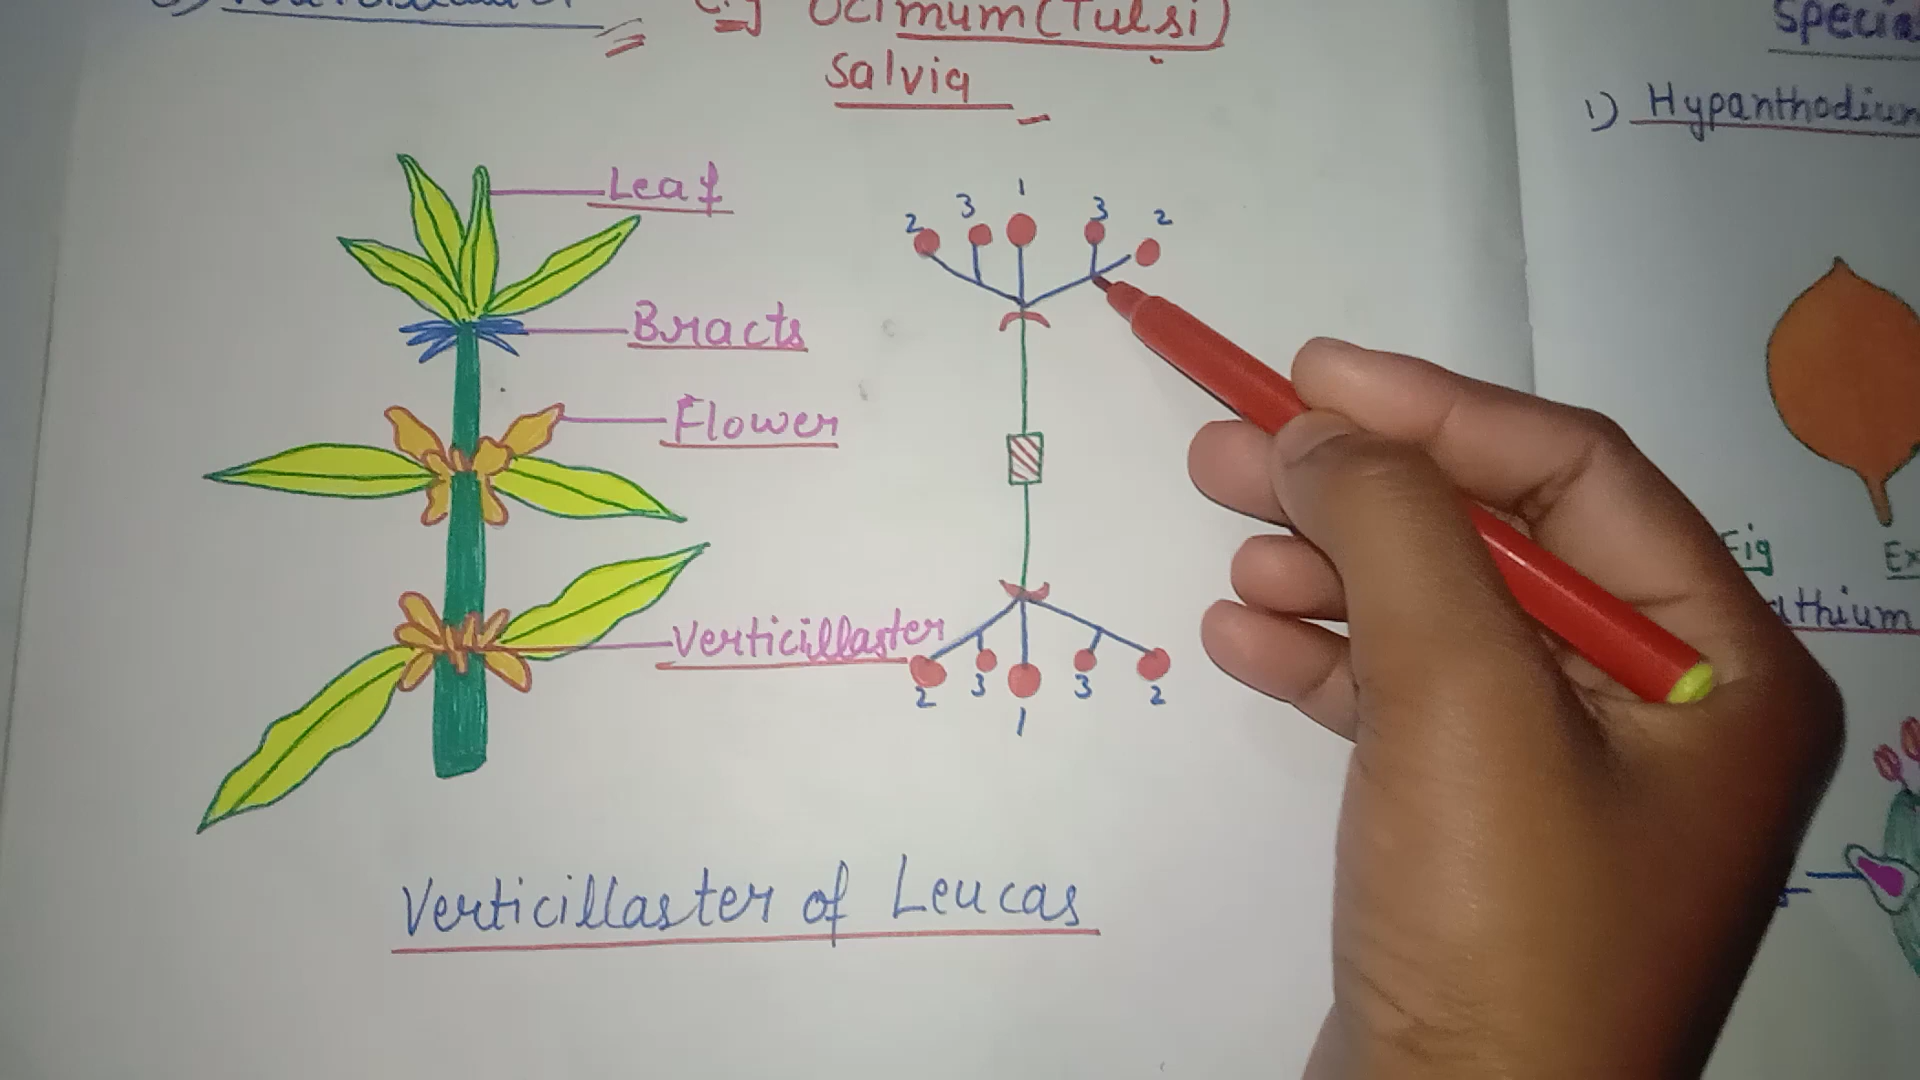 Ocimum (Tulsi)
Salvia
Leaf
Bracts
Flower
Verticillaster
2 3 1 3 2
2 3 1 3 2
Verticillaster of Leucas
1) Hypanthodium
Fig